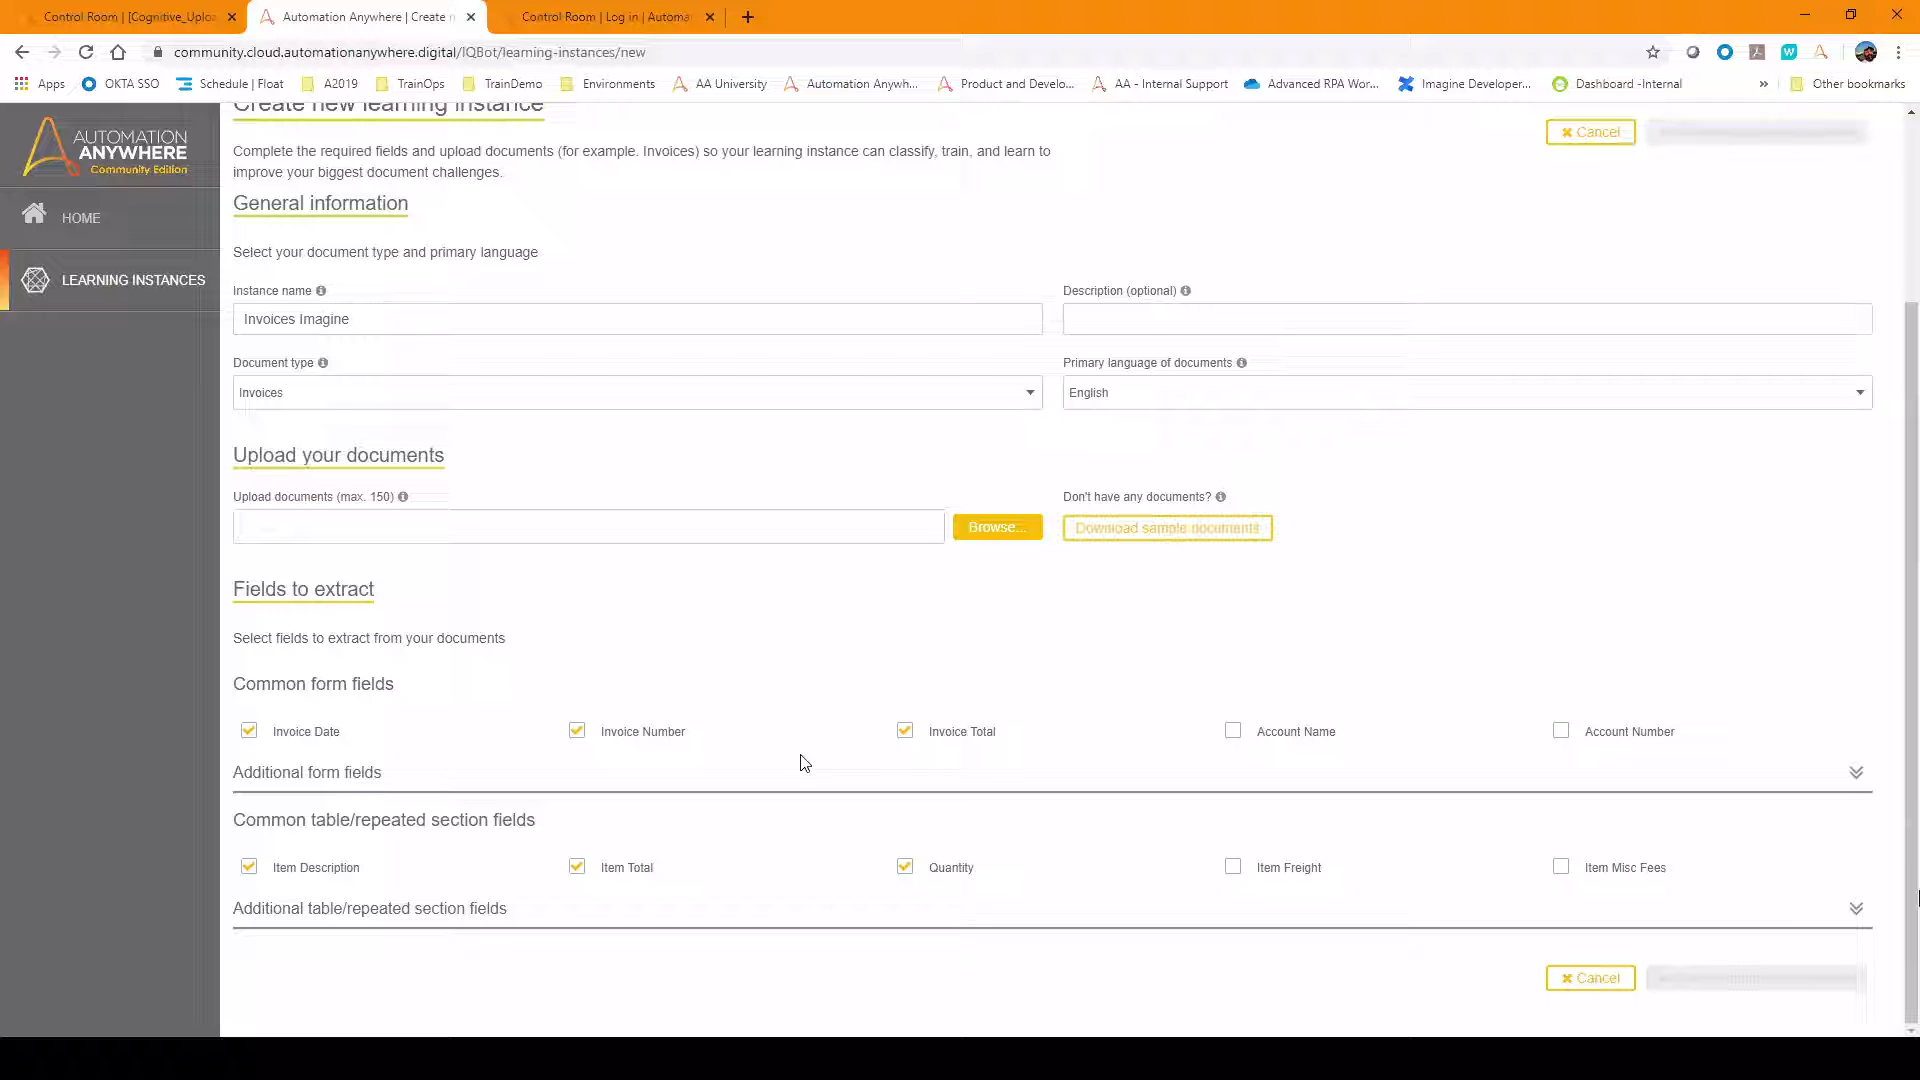 Control Room | [Cognitive_Uploa
Automation Anywhere | Create n
Control Room | Log in | Automat
community.cloud.automationanywhere.digital/IQBot/learning-instances/new
Apps
OKTA SSO
Schedule | Float
A2019
TrainOps
TrainDemo
Environments
AA University
Automation Anywh...
Product and Develo...
AA - Internal Support
Advanced RPA Wor...
Imagine Developer...
Dashboard -Internal
»
Other bookmarks
AUTOMATION
ANYWHERE
Community Edition
HOME
LEARNING INSTANCES
Create new learning instance
Cancel
Complete the required fields and upload documents (for example. Invoices) so your learning instance can classify, train, and learn to
improve your biggest document challenges.
General information
Select your document type and primary language
Instance name
Description (optional)
Invoices Imagine
Document type
Primary language of documents
Invoices
English
Upload your documents
Upload documents (max. 150)
Don't have any documents?
Browse...
Download sample documents
Fields to extract
Select fields to extract from your documents
Common form fields
Invoice Date
Invoice Number
Invoice Total
Account Name
Account Number
Additional form fields
Common table/repeated section fields
Item Description
Item Total
Quantity
Item Freight
Item Misc Fees
Additional table/repeated section fields
Cancel